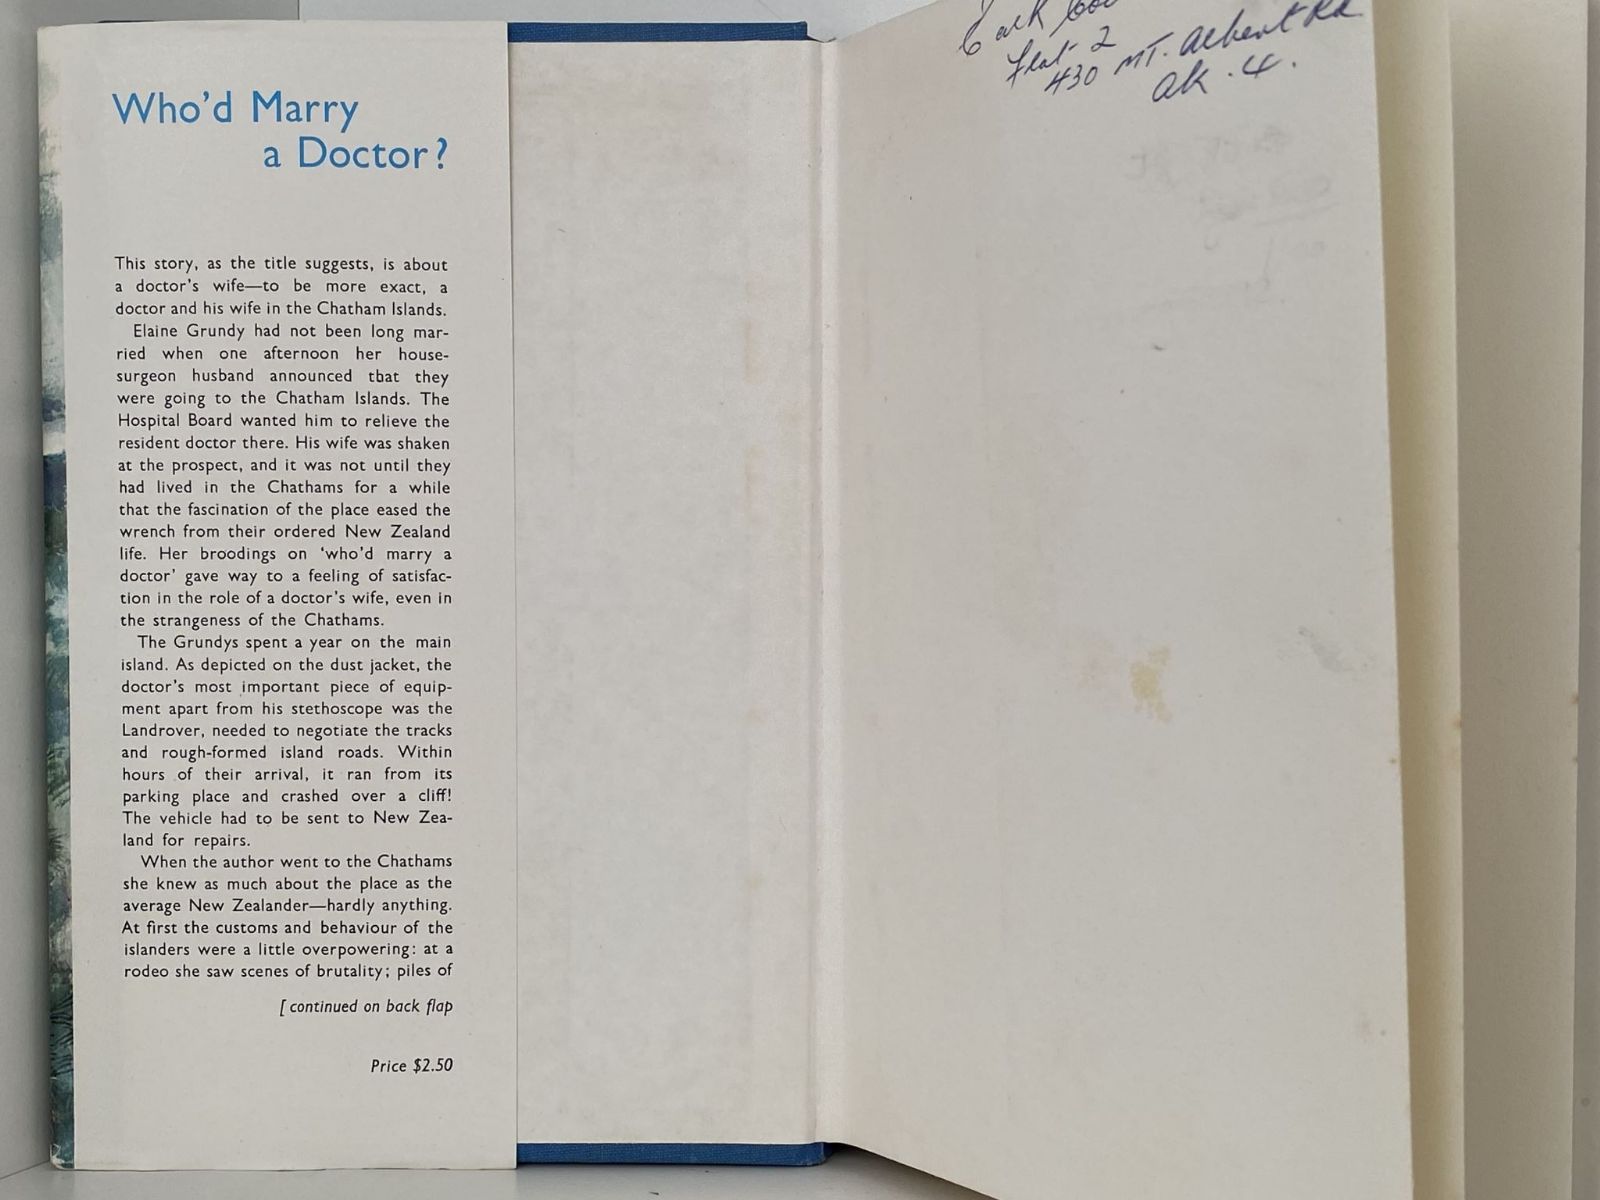 Who'd Marry
a Doctor?
This story, as the title suggests, is about
a doctor's wife—to be more exact, a
doctor and his wife in the Chatham Islands.
Elaine Grundy had not been long mar-
ried when one afternoon her house-
surgeon husband announced that they
were going to the Chatham Islands. The
Hospital Board wanted him to relieve the
resident doctor there. His wife was shaken
at the prospect, and it was not until they
had lived in the Chathams for a while
that the fascination of the place eased the
wrench from their ordered New Zealand
life. Her broodings on 'who'd marry a
doctor' gave way to a feeling of satisfac-
tion in the role of a doctor's wife, even in
the strangeness of the Chathams.
The Grundys spent a year on the main
island. As depicted on the dust jacket, the
doctor's most important piece of equip-
ment apart from his stethoscope was the
Landrover, needed to negotiate the tracks
and rough-formed island roads. Within
hours of their arrival, it ran from its
parking place and crashed over a cliff!
The vehicle had to be sent to New Zea-
land for repairs.
When the author went to the Chathams
she knew as much about the place as the
average New Zealander—hardly anything.
At first the customs and behaviour of the
islanders were a little overpowering: at a
rodeo she saw scenes of brutality; piles of
[continued on back flap
Price $2.50
Flat 2
430 MT. Albert Rd
AK. 4.